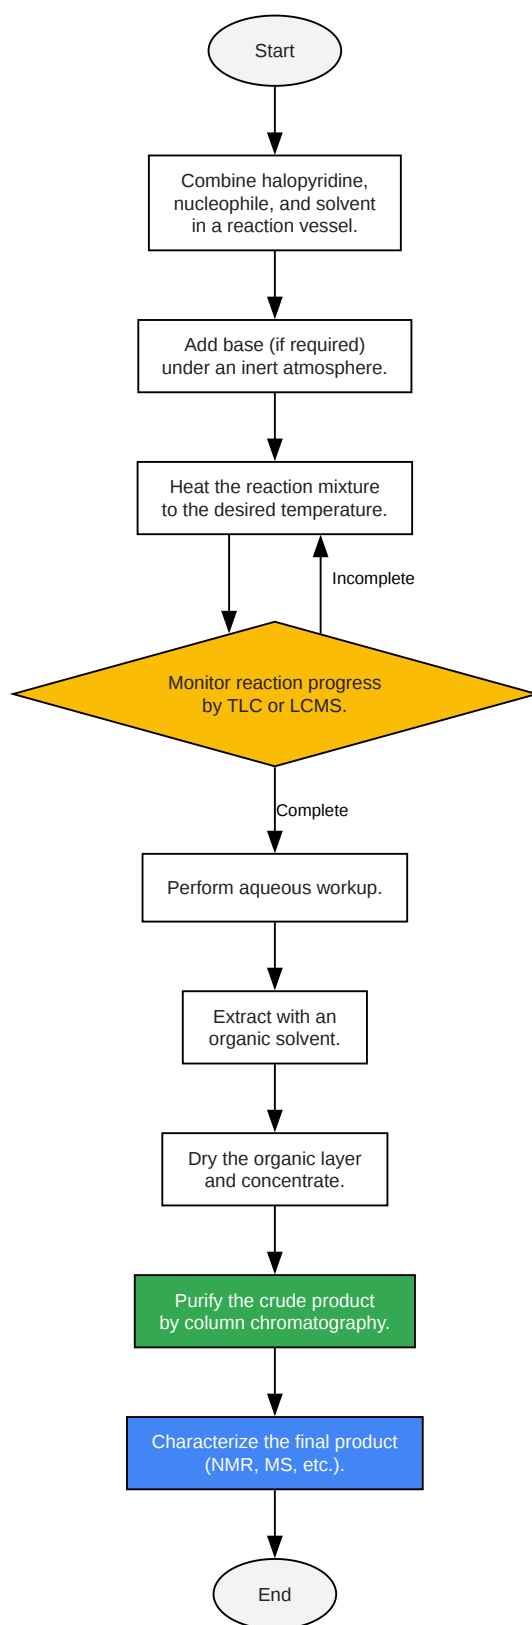 Start
Combine halopyridine,
nucleophile, and solvent
in a reaction vessel.
Add base (if required)
under an inert atmosphere.
Heat the reaction mixture
to the desired temperature.
Incomplete
Monitor reaction progress
by TLC or LCMS.
Complete
Perform aqueous workup.
Extract with an
organic solvent.
Dry the organic layer
and concentrate.
Purify the crude product
by column chromatography.
Characterize the final product
(NMR, MS, etc.).
End